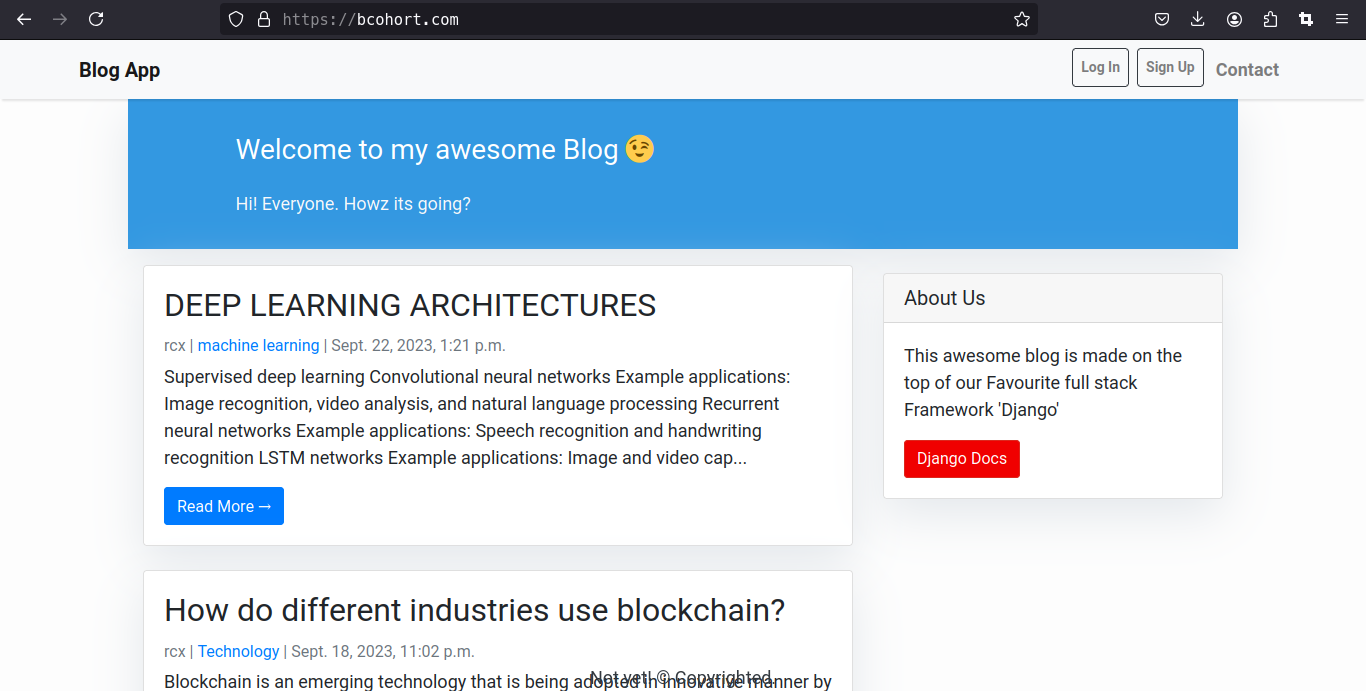 https://bcohort.com
Blog App
Log In
Sign Up
Contact
Welcome to my awesome Blog 😉
Hi! Everyone. Howz its going?
DEEP LEARNING ARCHITECTURES
rcx | machine learning | Sept. 22, 2023, 1:21 p.m.
Supervised deep learning Convolutional neural networks Example applications:
Image recognition, video analysis, and natural language processing Recurrent
neural networks Example applications: Speech recognition and handwriting
recognition LSTM networks Example applications: Image and video cap...
Read More →
About Us
This awesome blog is made on the
top of our Favourite full stack
Framework 'Django'
Django Docs
How do different industries use blockchain?
rcx | Technology | Sept. 18, 2023, 11:02 p.m.
Blockchain is an emerging technology that is being adopted in innovative manner by
Not yet! © Copyrighted.